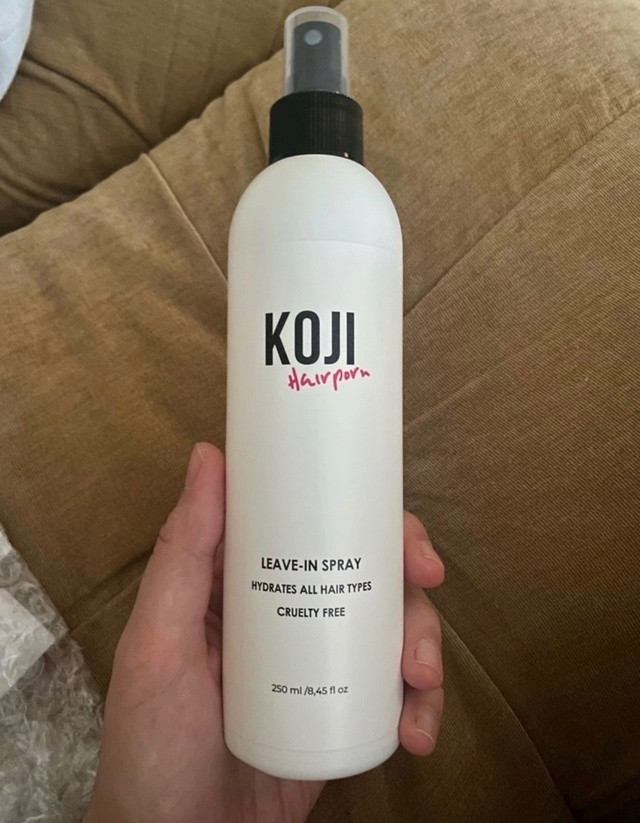 KOJI
Hairporn
LEAVE-IN SPRAY
HYDRATES ALL HAIR TYPES
CRUELTY FREE
250 ml /8,45 fl oz